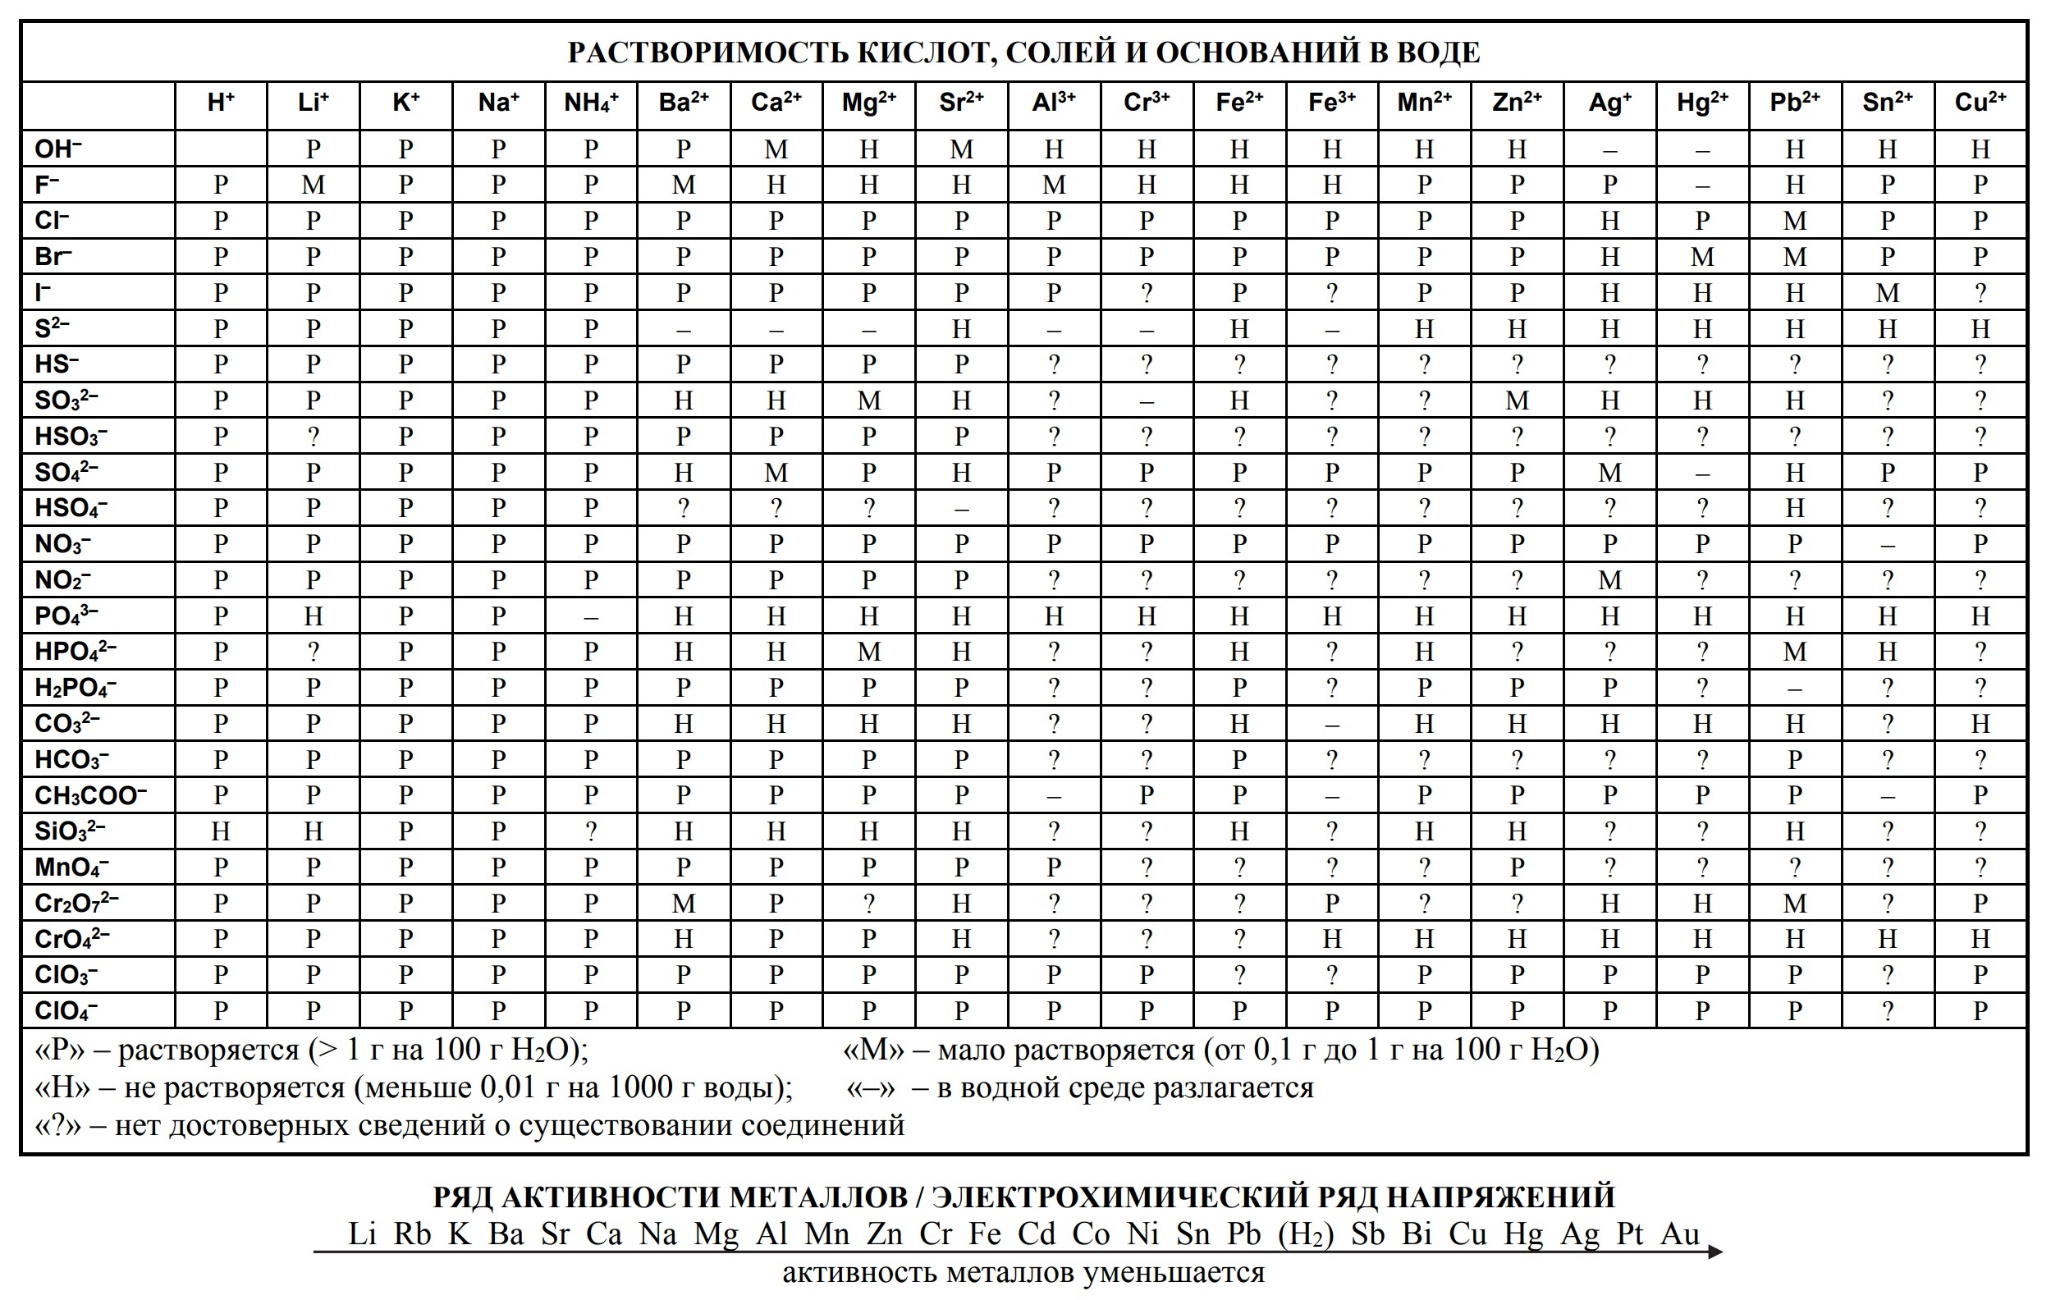 РАСТВОРИМОСТЬ КИСЛОТ, СОЛЕЙ И ОСНОВАНИЙ В ВОДЕ
H⁺ Li⁺ K⁺ Na⁺ NH₄⁺ Ba²⁺ Ca²⁺ Mg²⁺ Sr²⁺ Al³⁺ Cr³⁺ Fe²⁺ Fe³⁺ Mn²⁺ Zn²⁺ Ag⁺ Hg²⁺ Pb²⁺ Sn²⁺ Cu²⁺
OH⁻ Р Р Р Р Р М Н М Н Н Н Н Н Н – – Н Н Н
F⁻ Р М Р Р Р М Н Н Н М Н Н Н Р Р Р – Н Р Р
Cl⁻ Р Р Р Р Р Р Р Р Р Р Р Р Р Р Р Н Р М Р Р
Br⁻ Р Р Р Р Р Р Р Р Р Р Р Р Р Р Р Н М М Р Р
I⁻ Р Р Р Р Р Р Р Р Р Р ? Р ? Р Р Н Н Н М ?
S²⁻ Р Р Р Р Р – – – Н – – Н – Н Н Н Н Н Н Н
HS⁻ Р Р Р Р Р Р Р Р Р ? ? ? ? ? ? ? ? ? ? ?
SO₃²⁻ Р Р Р Р Р Н Н М Н ? – Н ? ? М Н Н Н ? ?
HSO₃⁻ Р ? Р Р Р Р Р Р Р ? ? ? ? ? ? ? ? ? ? ?
SO₄²⁻ Р Р Р Р Р Н М Р Н Р Р Р Р Р Р М – Н Р Р
HSO₄⁻ Р Р Р Р Р ? ? ? – ? ? ? ? ? ? ? ? Н ? ?
NO₃⁻ Р Р Р Р Р Р Р Р Р Р Р Р Р Р Р Р Р Р – Р
NO₂⁻ Р Р Р Р Р Р Р Р Р ? ? ? ? ? ? М ? ? ? ?
PO₄³⁻ Р Н Р Р – Н Н Н Н Н Н Н Н Н Н Н Н Н Н Н
HPO₄²⁻ Р ? Р Р Р Н Н М Н ? ? Н ? Н ? ? ? М Н ?
H₂PO₄⁻ Р Р Р Р Р Р Р Р Р ? ? Р ? Р Р Р ? – ? ?
CO₃²⁻ Р Р Р Р Р Н Н Н Н ? ? Н – Н Н Н Н Н ? Н
HCO₃⁻ Р Р Р Р Р Р Р Р Р ? ? Р ? ? ? ? ? Р ? ?
CH₃COO⁻ Р Р Р Р Р Р Р Р Р – Р Р – Р Р Р Р Р – Р
SiO₃²⁻ Н Н Р Р ? Н Н Н Н ? ? Н ? Н Н ? ? Н ? ?
MnO₄⁻ Р Р Р Р Р Р Р Р Р Р ? ? ? ? Р ? ? ? ? ?
Cr₂O₇²⁻ Р Р Р Р Р М Р ? Н ? ? ? Р ? ? Н Н М ? Р
CrO₄²⁻ Р Р Р Р Р Н Р Р Н ? ? ? Н Н Н Н Н Н Н Н
ClO₃⁻ Р Р Р Р Р Р Р Р Р Р Р ? ? Р Р Р Р Р ? Р
ClO₄⁻ Р Р Р Р Р Р Р Р Р Р Р Р Р Р Р Р Р Р ? Р
«Р» – растворяется (> 1 г на 100 г H₂O); «М» – мало растворяется (от 0,1 г до 1 г на 100 г H₂O)
«Н» – не растворяется (меньше 0,01 г на 1000 г воды); «–» – в водной среде разлагается
«?» – нет достоверных сведений о существовании соединений
РЯД АКТИВНОСТИ МЕТАЛЛОВ / ЭЛЕКТРОХИМИЧЕСКИЙ РЯД НАПРЯЖЕНИЙ
Li Rb K Ba Sr Ca Na Mg Al Mn Zn Cr Fe Cd Co Ni Sn Pb (H₂) Sb Bi Cu Hg Ag Pt Au
активность металлов уменьшается